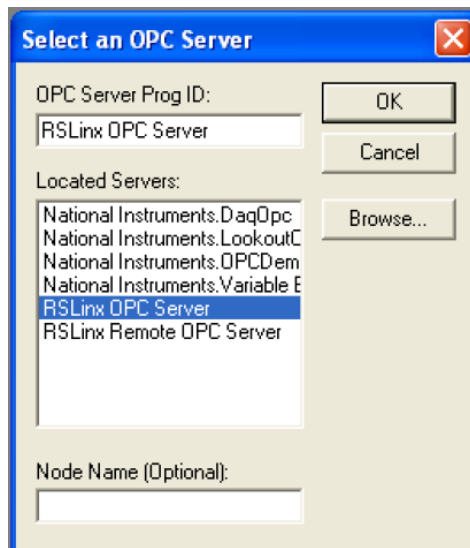 Select an OPC Server
OPC Server Prog ID:
RSLinx OPC Server
OK
Cancel
Located Servers:
National Instruments.DaqOpc
National Instruments.LookoutC
National Instruments.OPCDem
National Instruments.Variable E
RSLinx OPC Server
RSLinx Remote OPC Server
Browse...
Node Name (Optional):